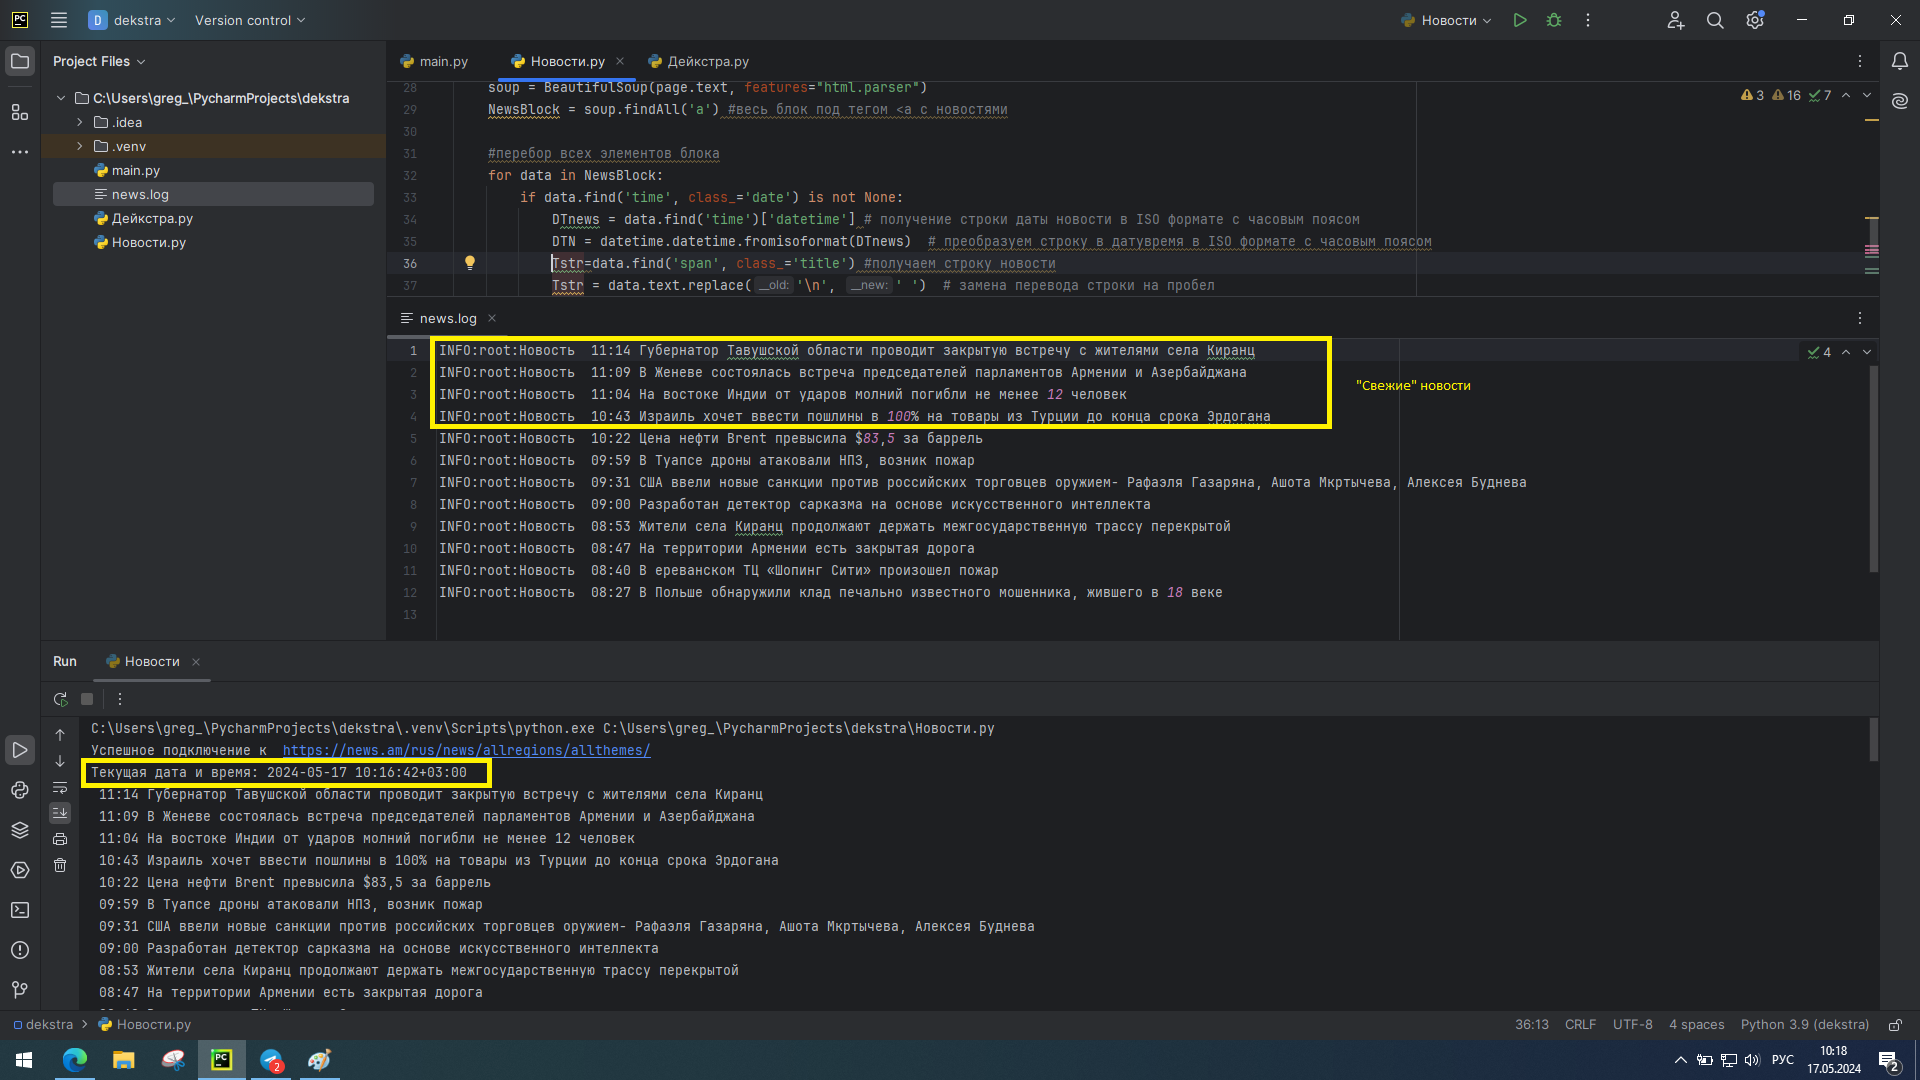 PC
D dekstra
Version control
Новости
Project Files
main.py
Новости.py
Дейкстра.py
C:\Users\greg_\PycharmProjects\dekstra
.idea
.venv
main.py
news.log
Дейкстра.py
Новости.py
28 soup = BeautifulSoup(page.text, features="html.parser")
29 NewsBlock = soup.findAll('a') #весь блок под тегом <a с новостями
30
31 #перебор всех элементов блока
32 for data in NewsBlock:
33 if data.find('time', class_='date') is not None:
34 DTnews = data.find('time')['datetime'] # получение строки даты новости в ISO формате с часовым поясом
35 DTN = datetime.datetime.fromisoformat(DTnews) # преобразуем строку в датувремя в ISO формате с часовым поясом
36 Tstr=data.find('span', class_='title') #получаем строку новости
37 Tstr = data.text.replace( __old: '\n', __new: ' ') # замена перевода строки на пробел
3 16 7
news.log
1 INFO:root:Новость 11:14 Губернатор Тавушской области проводит закрытую встречу с жителями села Киранц
2 INFO:root:Новость 11:09 В Женеве состоялась встреча председателей парламентов Армении и Азербайджана
3 INFO:root:Новость 11:04 На востоке Индии от ударов молний погибли не менее 12 человек
4 INFO:root:Новость 10:43 Израиль хочет ввести пошлины в 100% на товары из Турции до конца срока Эрдогана
5 INFO:root:Новость 10:22 Цена нефти Brent превысила $83,5 за баррель
6 INFO:root:Новость 09:59 В Туапсе дроны атаковали НПЗ, возник пожар
7 INFO:root:Новость 09:31 США ввели новые санкции против российских торговцев оружием- Рафаэля Газаряна, Ашота Мкртычева, Алексея Буднева
8 INFO:root:Новость 09:00 Разработан детектор сарказма на основе искусственного интеллекта
9 INFO:root:Новость 08:53 Жители села Киранц продолжают держать межгосударственную трассу перекрытой
10 INFO:root:Новость 08:47 На территории Армении есть закрытая дорога
11 INFO:root:Новость 08:40 В ереванском ТЦ «Шопинг Сити» произошел пожар
12 INFO:root:Новость 08:27 В Польше обнаружили клад печально известного мошенника, жившего в 18 веке
13
4
"Свежие" новости
Run
Новости
C:\Users\greg_\PycharmProjects\dekstra\.venv\Scripts\python.exe C:\Users\greg_\PycharmProjects\dekstra\Новости.py
Успешное подключение к https://news.am/rus/news/allregions/allthemes/
Текущая дата и время: 2024-05-17 10:16:42+03:00
11:14 Губернатор Тавушской области проводит закрытую встречу с жителями села Киранц
11:09 В Женеве состоялась встреча председателей парламентов Армении и Азербайджана
11:04 На востоке Индии от ударов молний погибли не менее 12 человек
10:43 Израиль хочет ввести пошлины в 100% на товары из Турции до конца срока Эрдогана
10:22 Цена нефти Brent превысила $83,5 за баррель
09:59 В Туапсе дроны атаковали НПЗ, возник пожар
09:31 США ввели новые санкции против российских торговцев оружием- Рафаэля Газаряна, Ашота Мкртычева, Алексея Буднева
09:00 Разработан детектор сарказма на основе искусственного интеллекта
08:53 Жители села Киранц продолжают держать межгосударственную трассу перекрытой
08:47 На территории Армении есть закрытая дорога
dekstra
Новости.py
36:13 CRLF UTF-8 4 spaces Python 3.9 (dekstra)
PC
2
РУС
10:18
17.05.2024
2